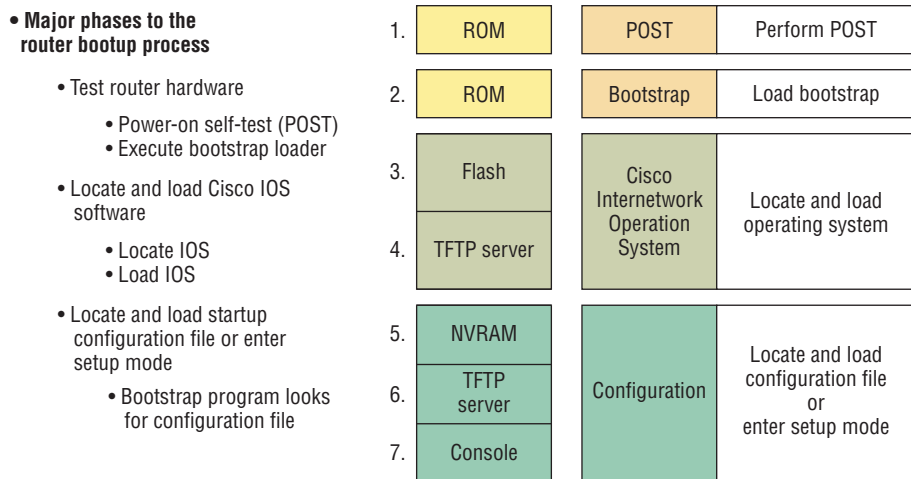 • Major phases to the
router bootup process
• Test router hardware
• Power-on self-test (POST)
• Execute bootstrap loader
• Locate and load Cisco IOS
software
• Locate IOS
• Load IOS
• Locate and load startup
configuration file or enter
setup mode
• Bootstrap program looks
for configuration file
1. ROM POST Perform POST
2. ROM Bootstrap Load bootstrap
3. Flash
4. TFTP server
Cisco
Internetwork
Operation
System
Locate and load
operating system
5. NVRAM
6. TFTP
server
7. Console
Configuration
Locate and load
configuration file
or
enter setup mode